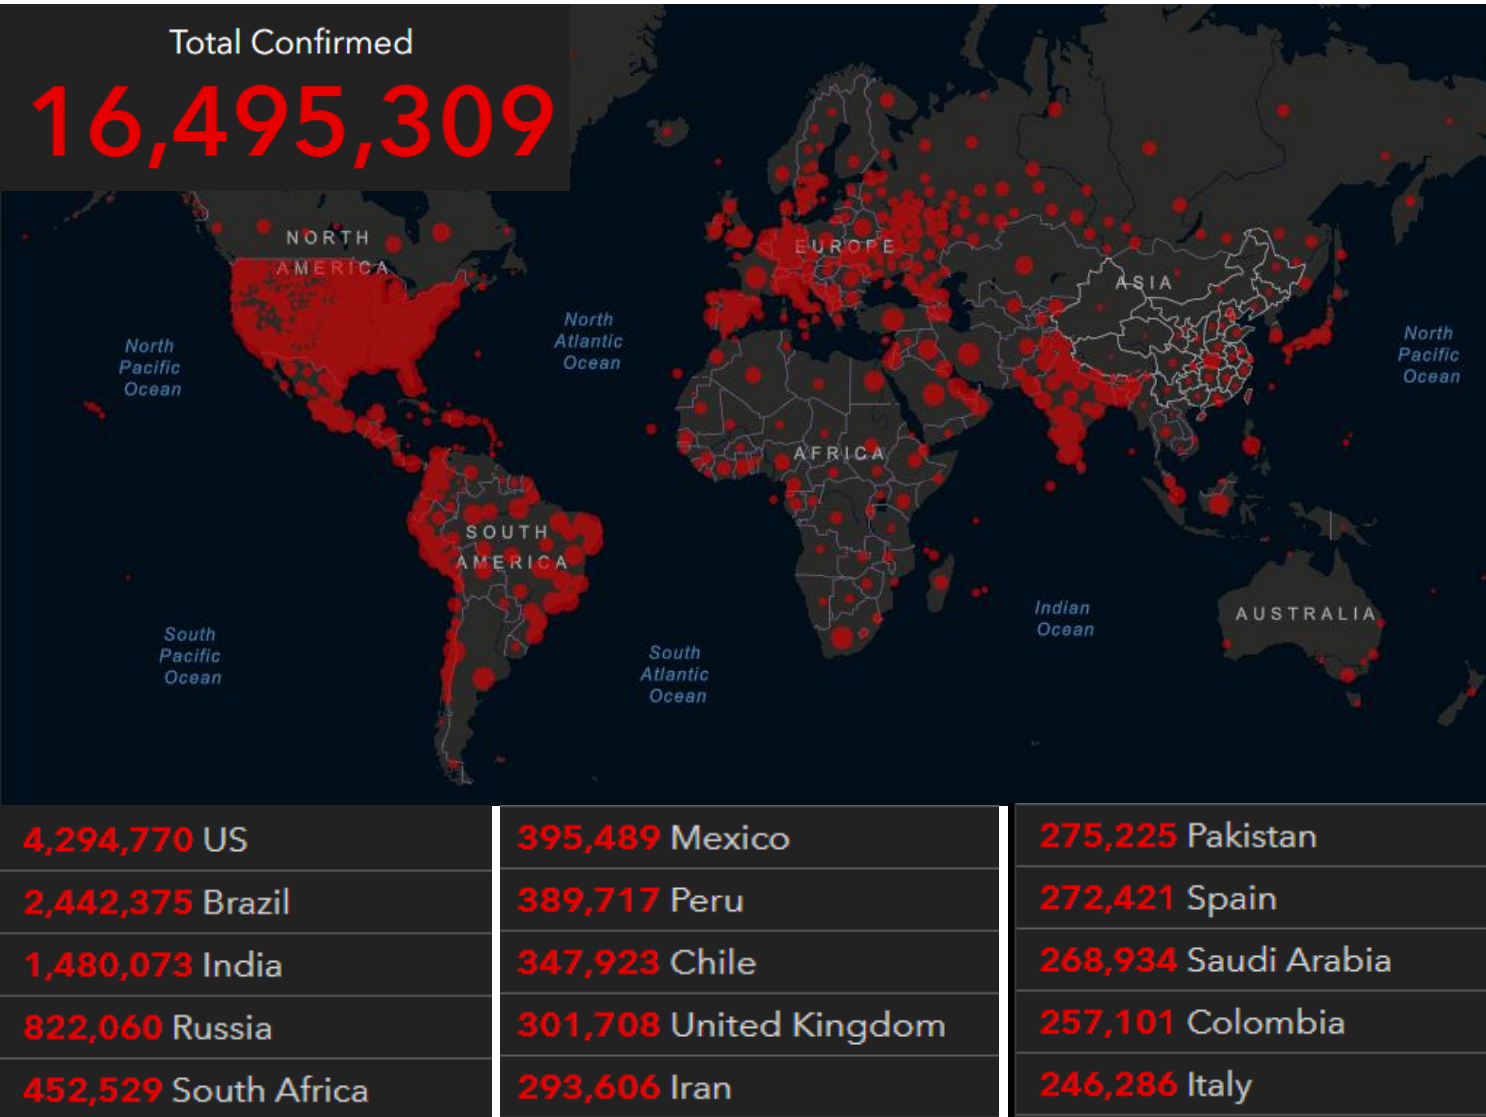 Total Confirmed
16,495,309
NORTH
AMERICA
EUROPE
ASIA
North
Pacific
Ocean
North
Atlantic
Ocean
North
Pacific
Ocean
AFRICA
SOUTH
AMERICA
AUSTRALIA
South
Pacific
Ocean
South
Atlantic
Ocean
Indian
Ocean
4,294,770 US
2,442,375 Brazil
1,480,073 India
822,060 Russia
452,529 South Africa
395,489 Mexico
389,717 Peru
347,923 Chile
301,708 United Kingdom
293,606 Iran
275,225 Pakistan
272,421 Spain
268,934 Saudi Arabia
257,101 Colombia
246,286 Italy